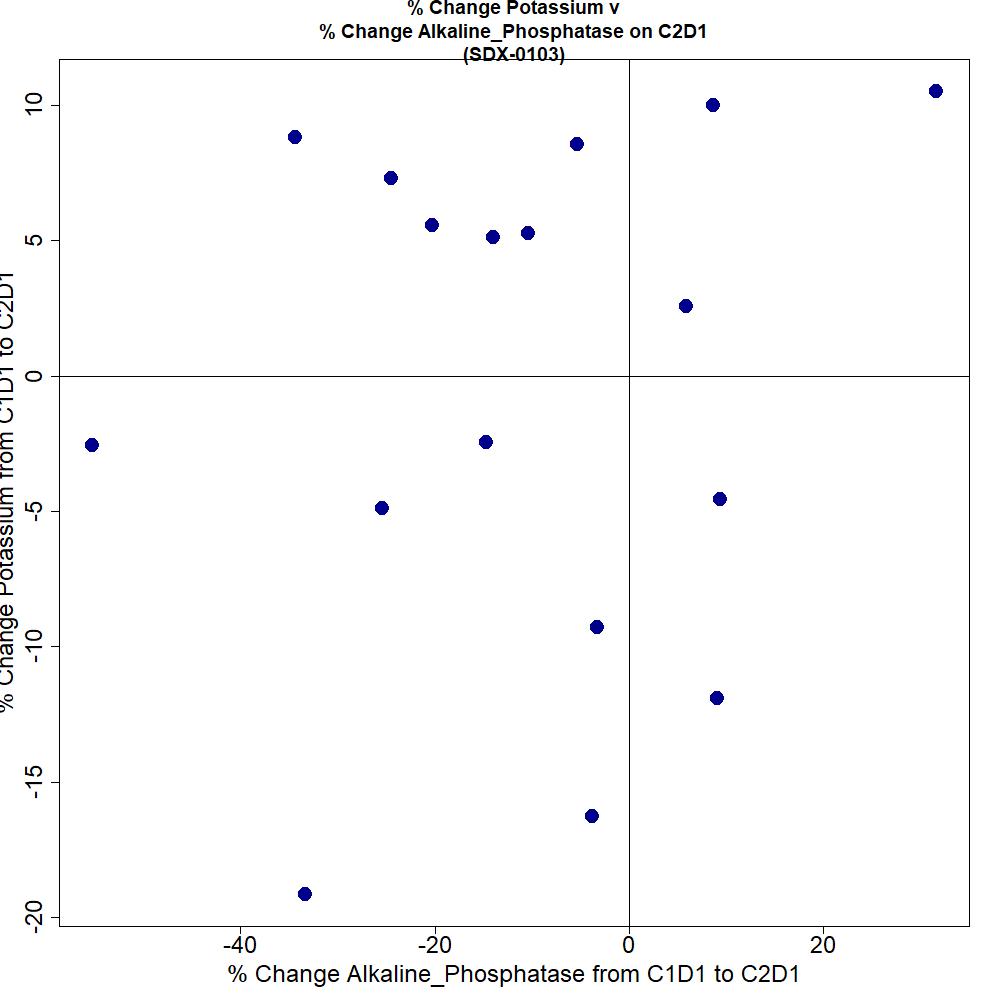 % Change Potassium v
% Change Alkaline_Phosphatase on C2D1
(SDX-0103)
% Change Potassium from C1D1 to C2D1
10
5
0
-5
-10
-15
-20
-40
-20
0
20
% Change Alkaline_Phosphatase from C1D1 to C2D1